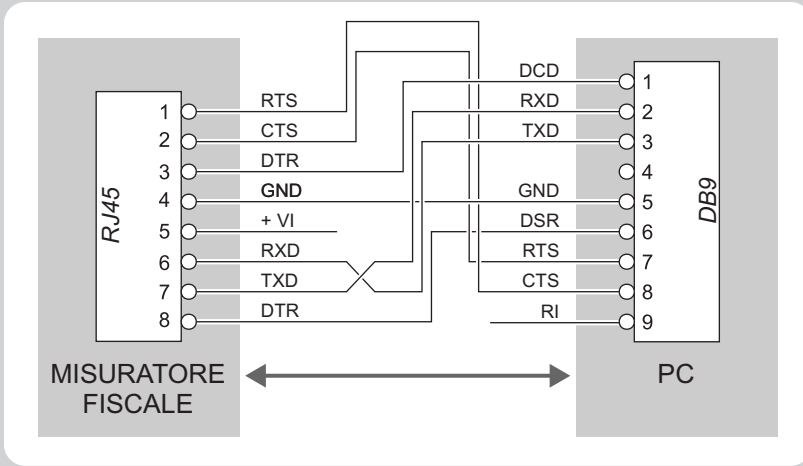 RJ45
1 RTS
2 CTS
3 DTR
4 GND
5 + VI
6 RXD
7 TXD
8 DTR
MISURATORE
FISCALE
DCD 1
RXD 2
TXD 3
4
GND 5
DSR 6
RTS 7
CTS 8
RI 9
DB9
PC